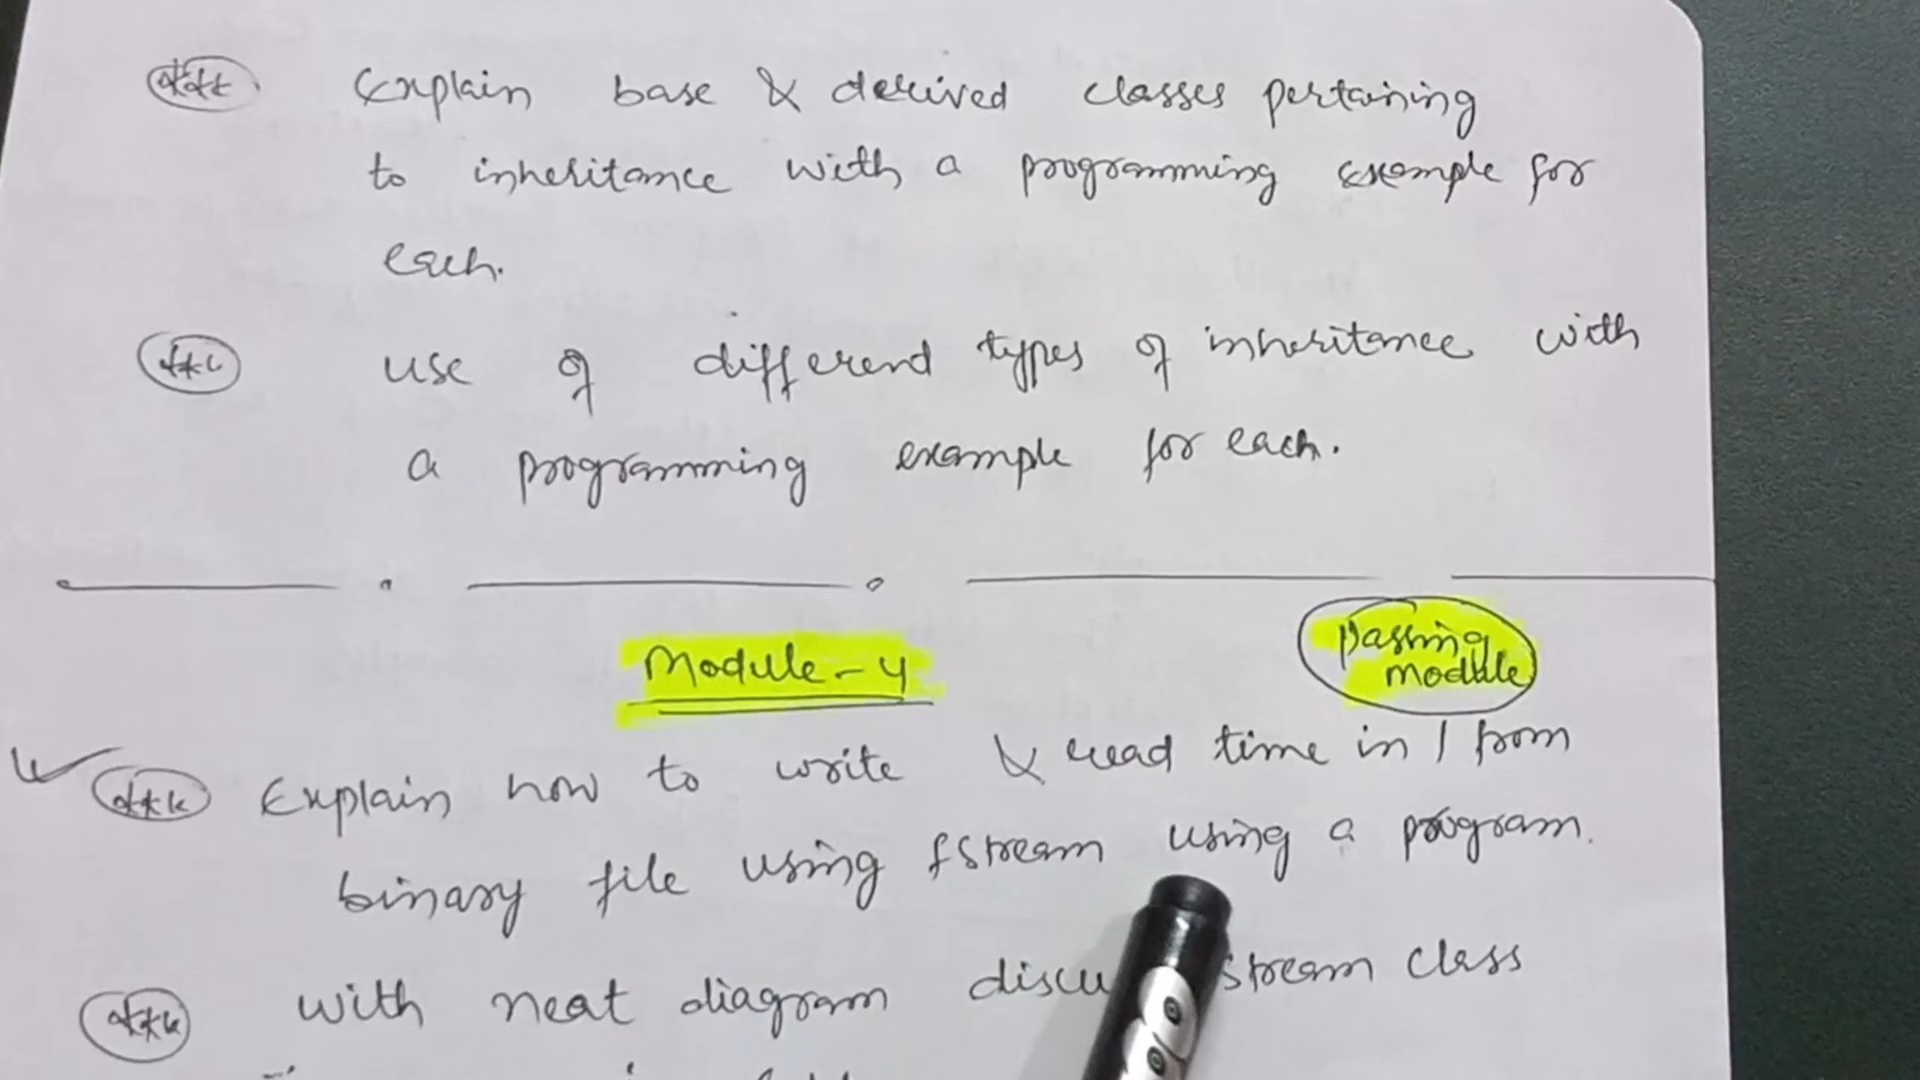 *** Explain base & derived classes pertaining
to inheritance with a programming example for
each.
*** use of different types of inheritance with
a programming example for each.
Module-4
passing
module
*** Explain how to write & read time in / from
binary file using fstream using a program.
*** with neat diagram discu stream class